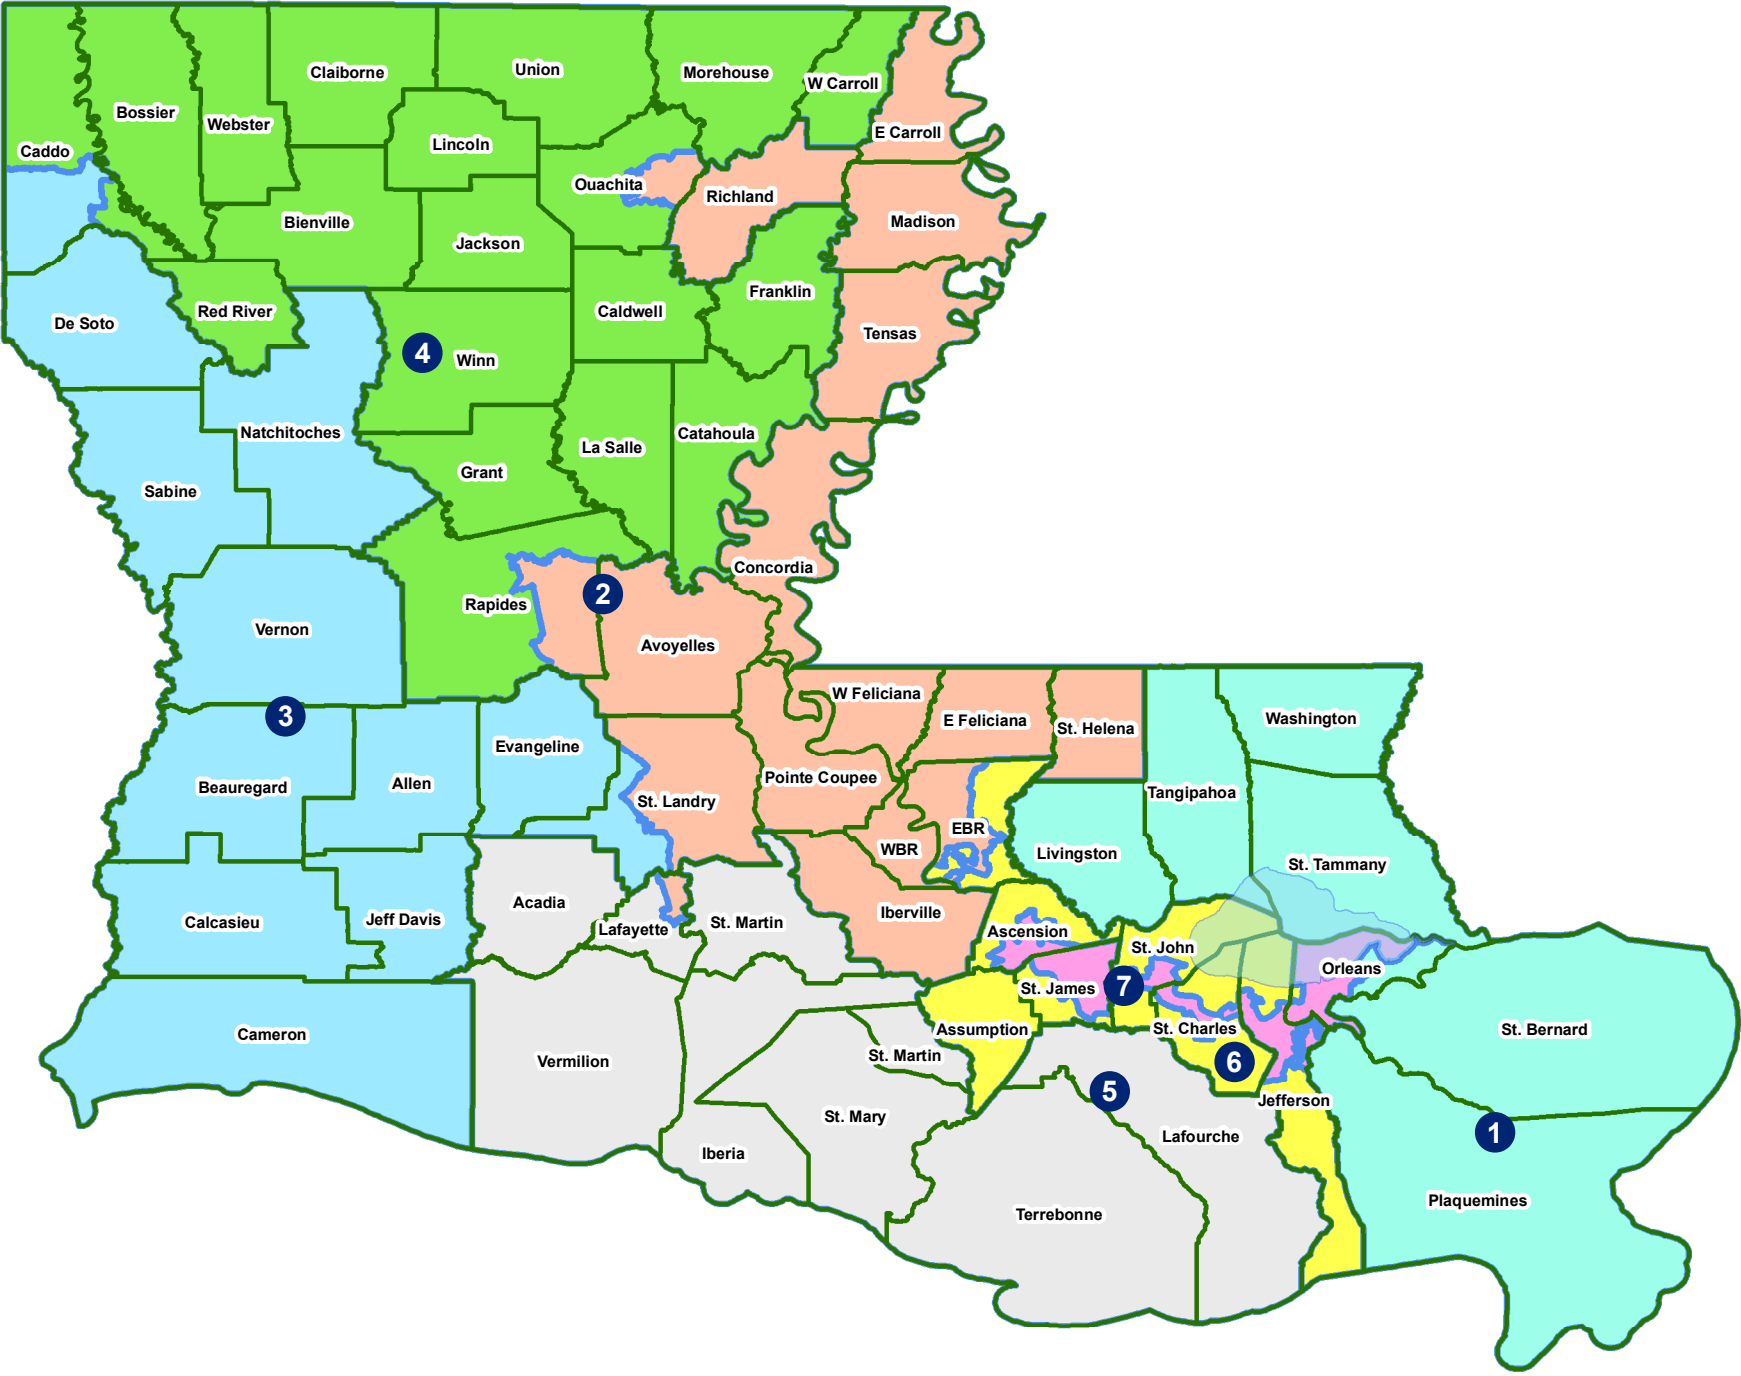 Claiborne
Union
Morehouse
W Carroll
Bossier
Webster
E Carroll
Lincoln
Caddo
Ouachita
Richland
Bienville
Madison
Jackson
Franklin
Red River
Caldwell
De Soto
Tensas
4
Winn
Natchitoches
Catahoula
La Salle
Grant
Sabine
Concordia
2
Rapides
Vernon
Avoyelles
W Feliciana
3
E Feliciana
Washington
St. Helena
Evangeline
Pointe Coupee
Allen
Beauregard
Tangipahoa
St. Landry
EBR
WBR
Livingston
St. Tammany
Acadia
Iberville
Jeff Davis
Calcasieu
St. Martin
Lafayette
Ascension
St. John
Orleans
7
St. James
St. Charles
Assumption
St. Bernard
Cameron
St. Martin
Vermilion
6
5
Jefferson
St. Mary
1
Lafourche
Iberia
Plaquemines
Terrebonne